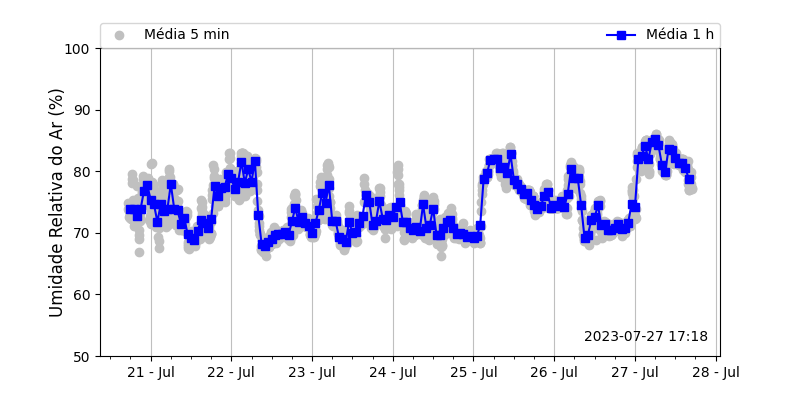 Média 5 min
Média 1 h
Umidade Relativa do Ar (%)
100
90
80
70
60
50
2023-07-27 17:18
21 - Jul
22 - Jul
23 - Jul
24 - Jul
25 - Jul
26 - Jul
27 - Jul
28 - Jul